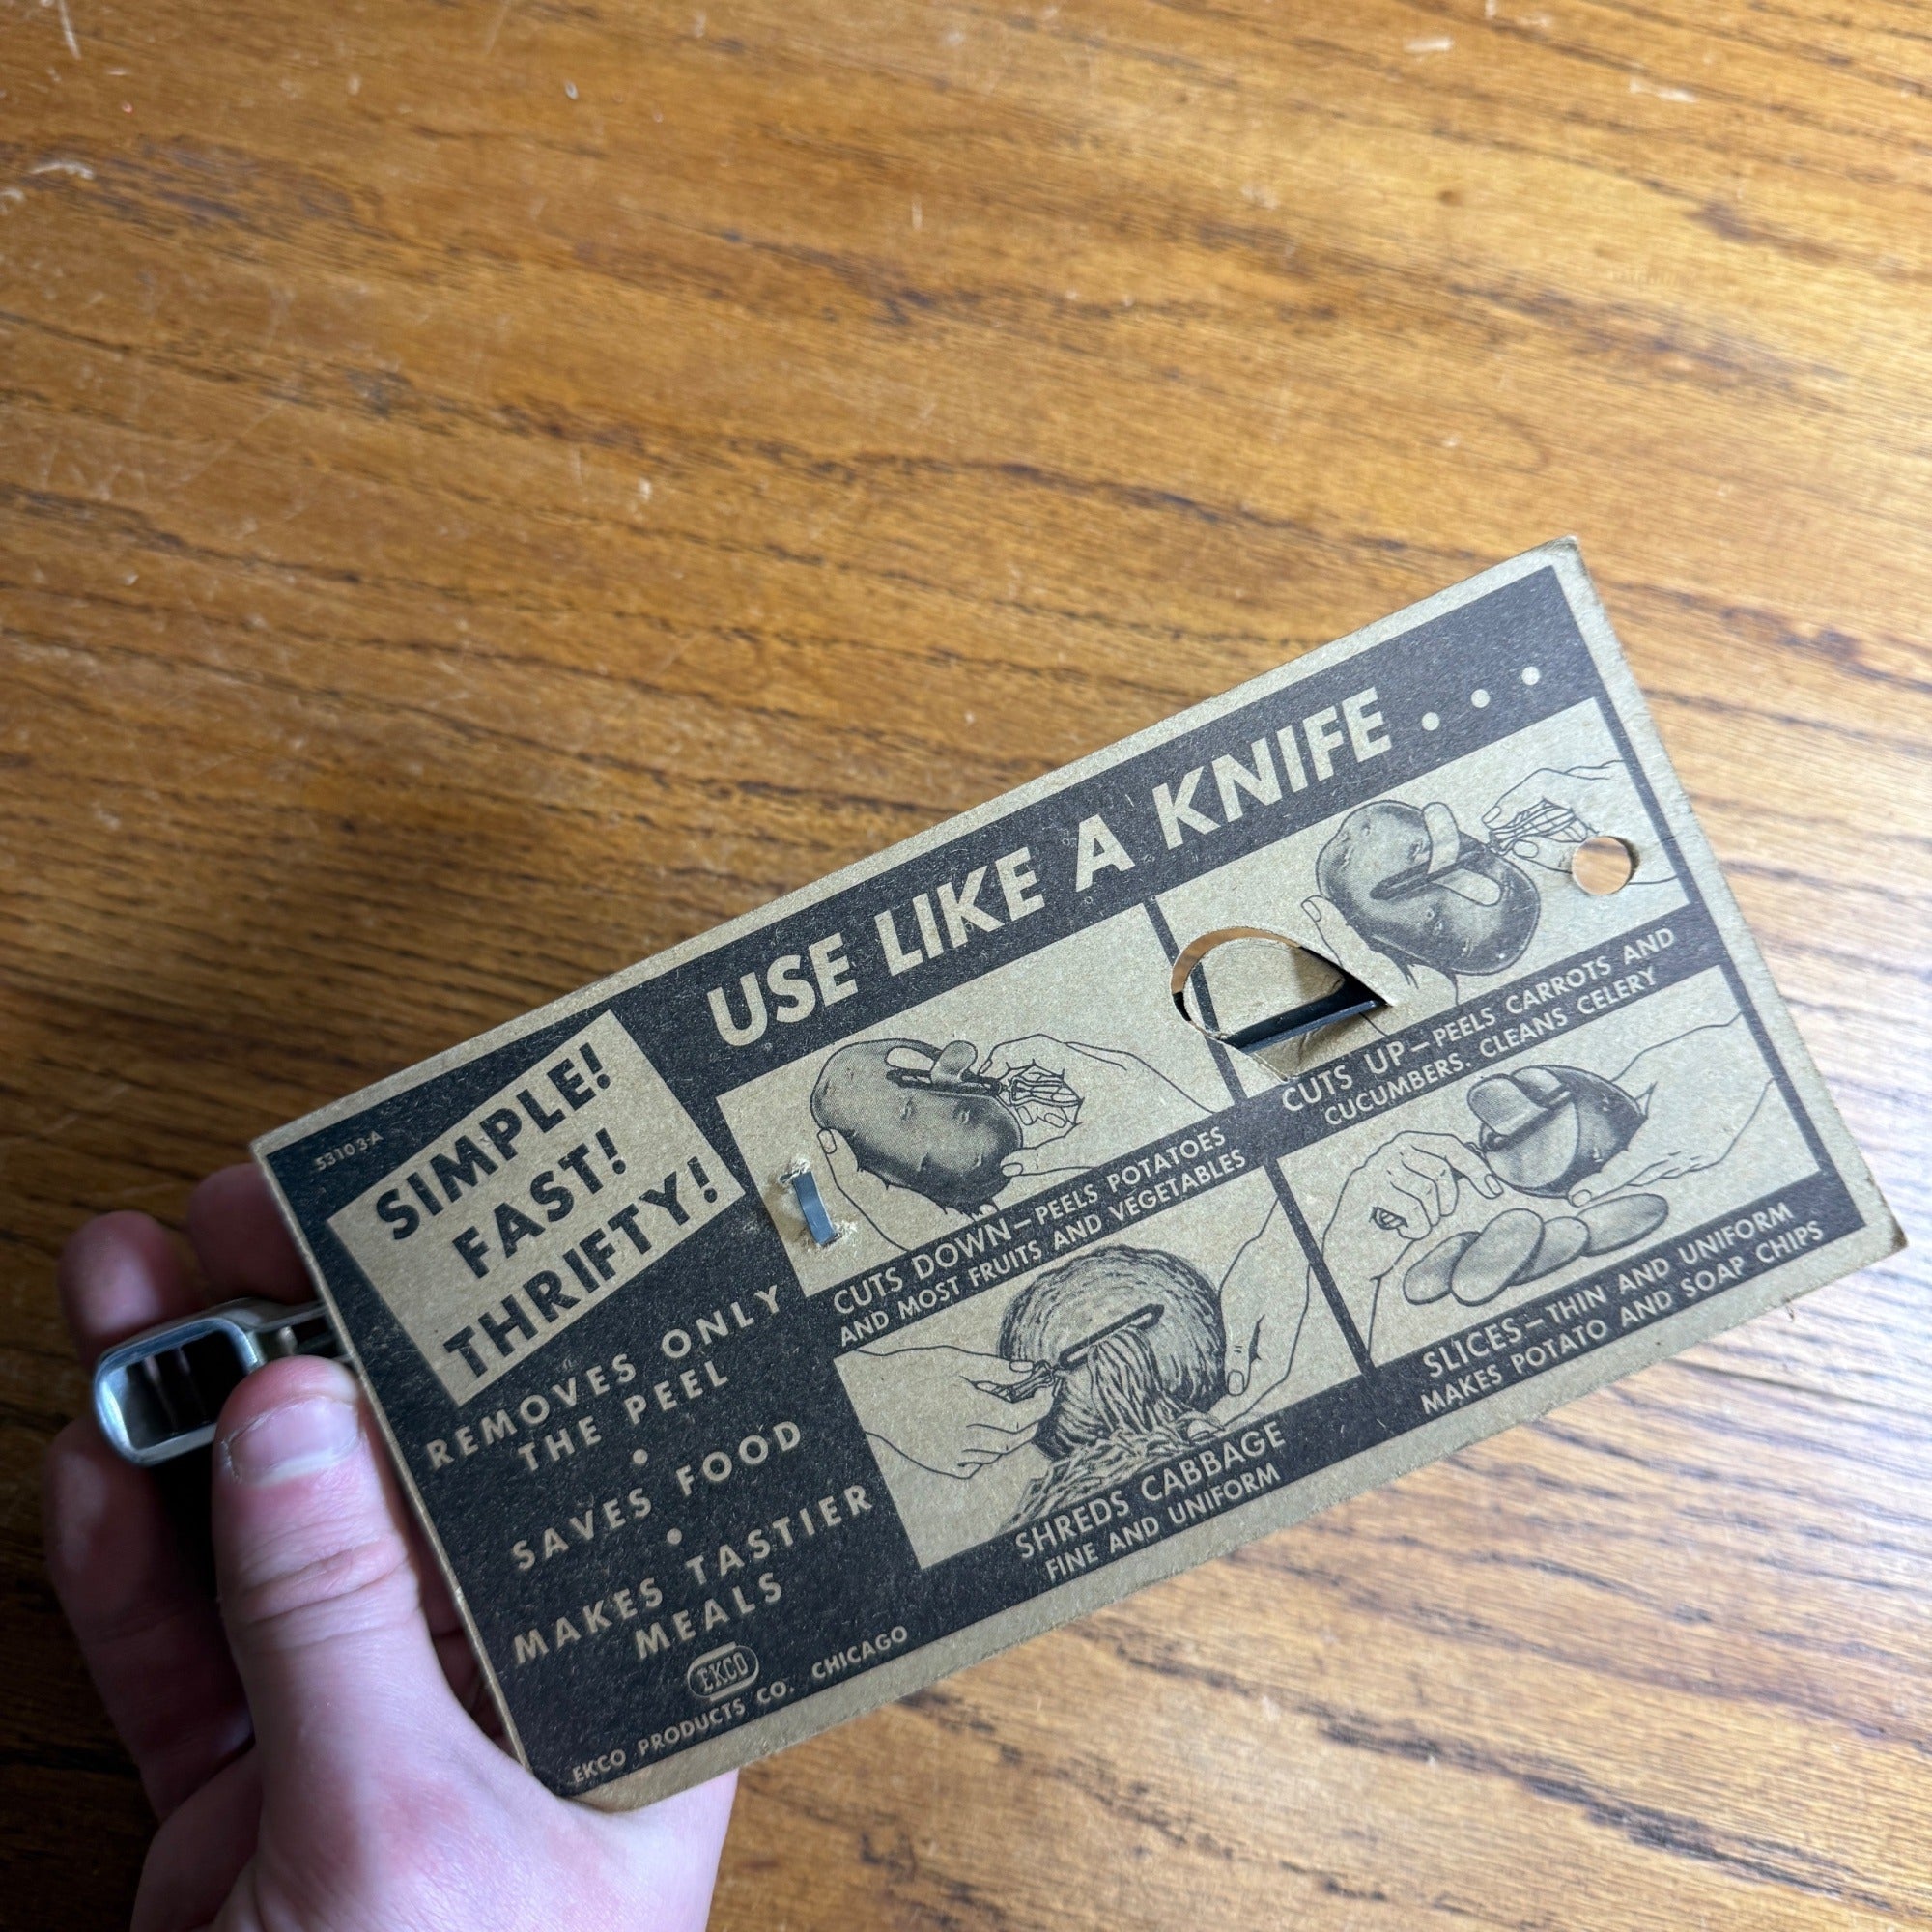 53103-A
SIMPLE!
FAST!
THRIFTY!
REMOVES ONLY
THE PEEL
•
SAVES FOOD
•
MAKES TASTIER
MEALS
EKCO
EKCO PRODUCTS CO. CHICAGO
USE LIKE A KNIFE . . .
CUTS DOWN—PEELS POTATOES
AND MOST FRUITS AND VEGETABLES
CUTS UP—PEELS CARROTS AND
CUCUMBERS. CLEANS CELERY
SHREDS CABBAGE
FINE AND UNIFORM
SLICES—THIN AND UNIFORM
MAKES POTATO AND SOAP CHIPS